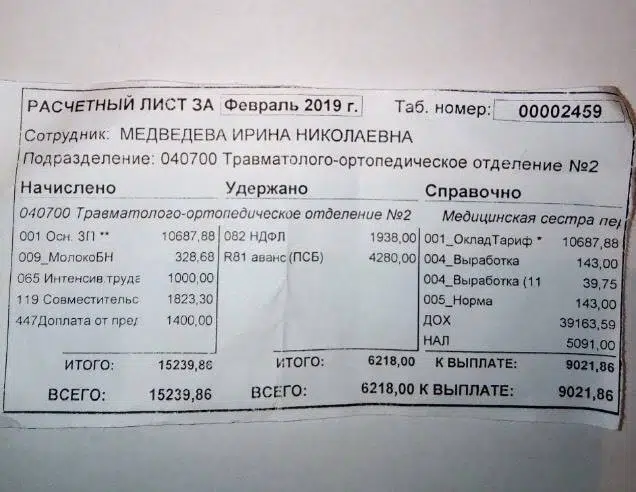 РАСЧЕТНЫЙ ЛИСТ ЗА Февраль 2019 г. Таб. номер: 00002459
Сотрудник: МЕДВЕДЕВА ИРИНА НИКОЛАЕВНА
Подразделение: 040700 Травматолого-ортопедическое отделение №2
Начислено Удержано Справочно
040700 Травматолого-ортопедическое отделение №2 Медицинская сестра пе
001 Осн. ЗП ** 10687,88 082 НДФЛ 1938,00 001_ОкладТариф * 10687,88
009_МолокоБН 328,68 R81 аванс (ПСБ) 4280,00 004_Выработка 143,00
065 Интенсив.труда 1000,00 004_Выработка (11 39,75
119 Совместительс 1823,30 005_Норма 143,00
447Доплата от пред 1400,00 ДОХ 39163,59
НАЛ 5091,00
ИТОГО: 15239,86 ИТОГО: 6218,00 К ВЫПЛАТЕ: 9021,86
ВСЕГО: 15239,86 ВСЕГО: 6218,00 К ВЫПЛАТЕ: 9021,86